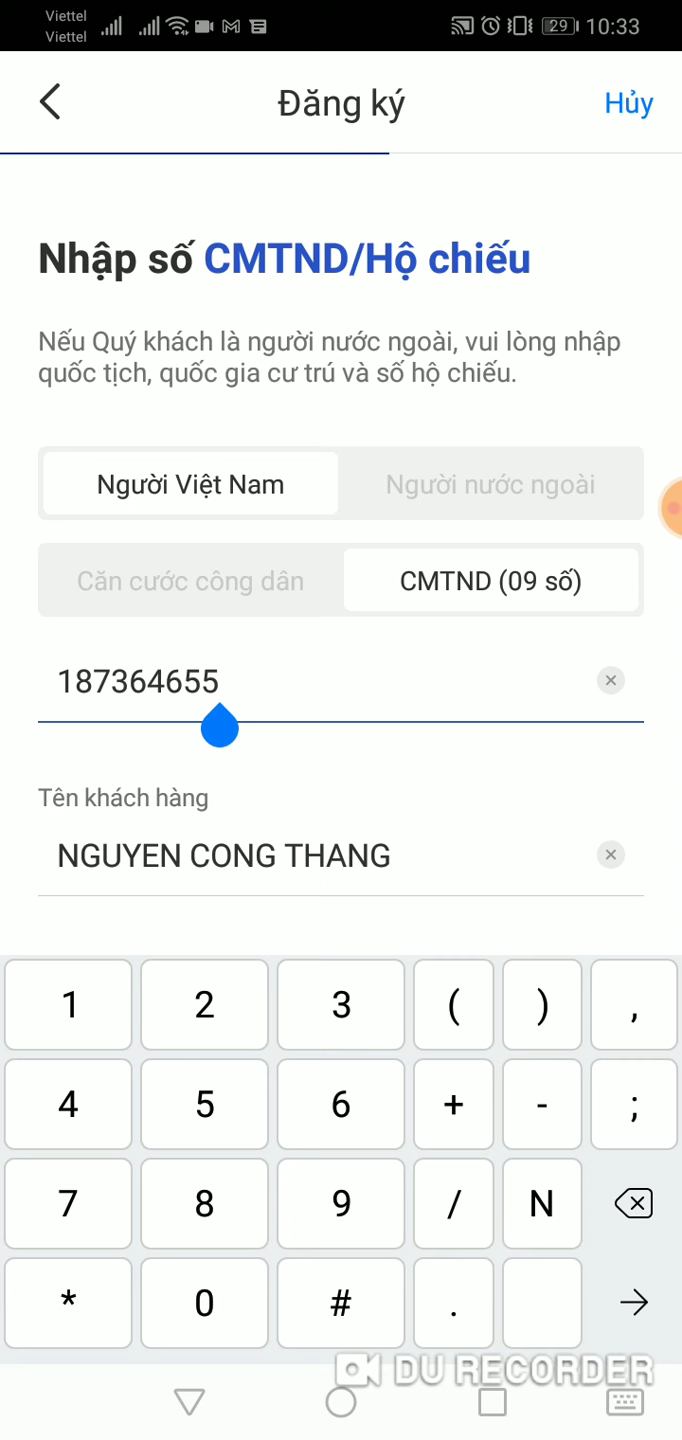 Viettel
Viettel
29 10:33
Đăng ký
Hủy
Nhập số CMTND/Hộ chiếu
Nếu Quý khách là người nước ngoài, vui lòng nhập
quốc tịch, quốc gia cư trú và số hộ chiếu.
Người Việt Nam Người nước ngoài
Căn cước công dân CMTND (09 số)
187364655
Tên khách hàng
NGUYEN CONG THANG
1 2 3 ( ) ,
4 5 6 + - ;
7 8 9 / N
* 0 # .
DU RECORDER